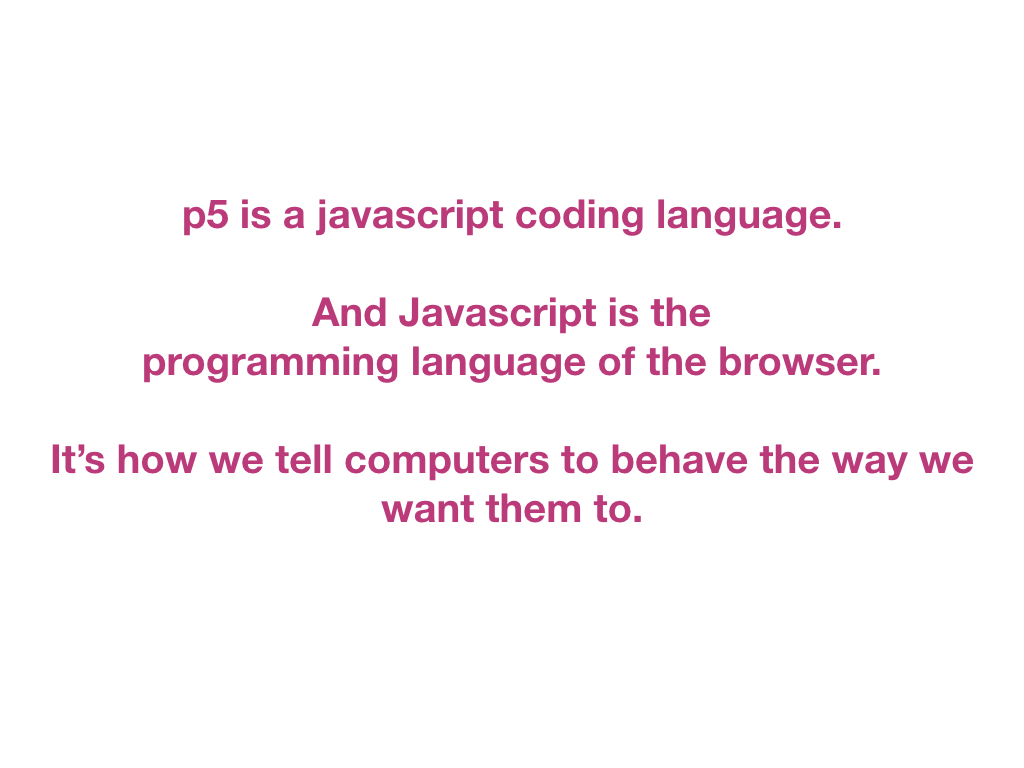 p5 is a javascript coding language.
And Javascript is the
programming language of the browser.
It’s how we tell computers to behave the way we
want them to.